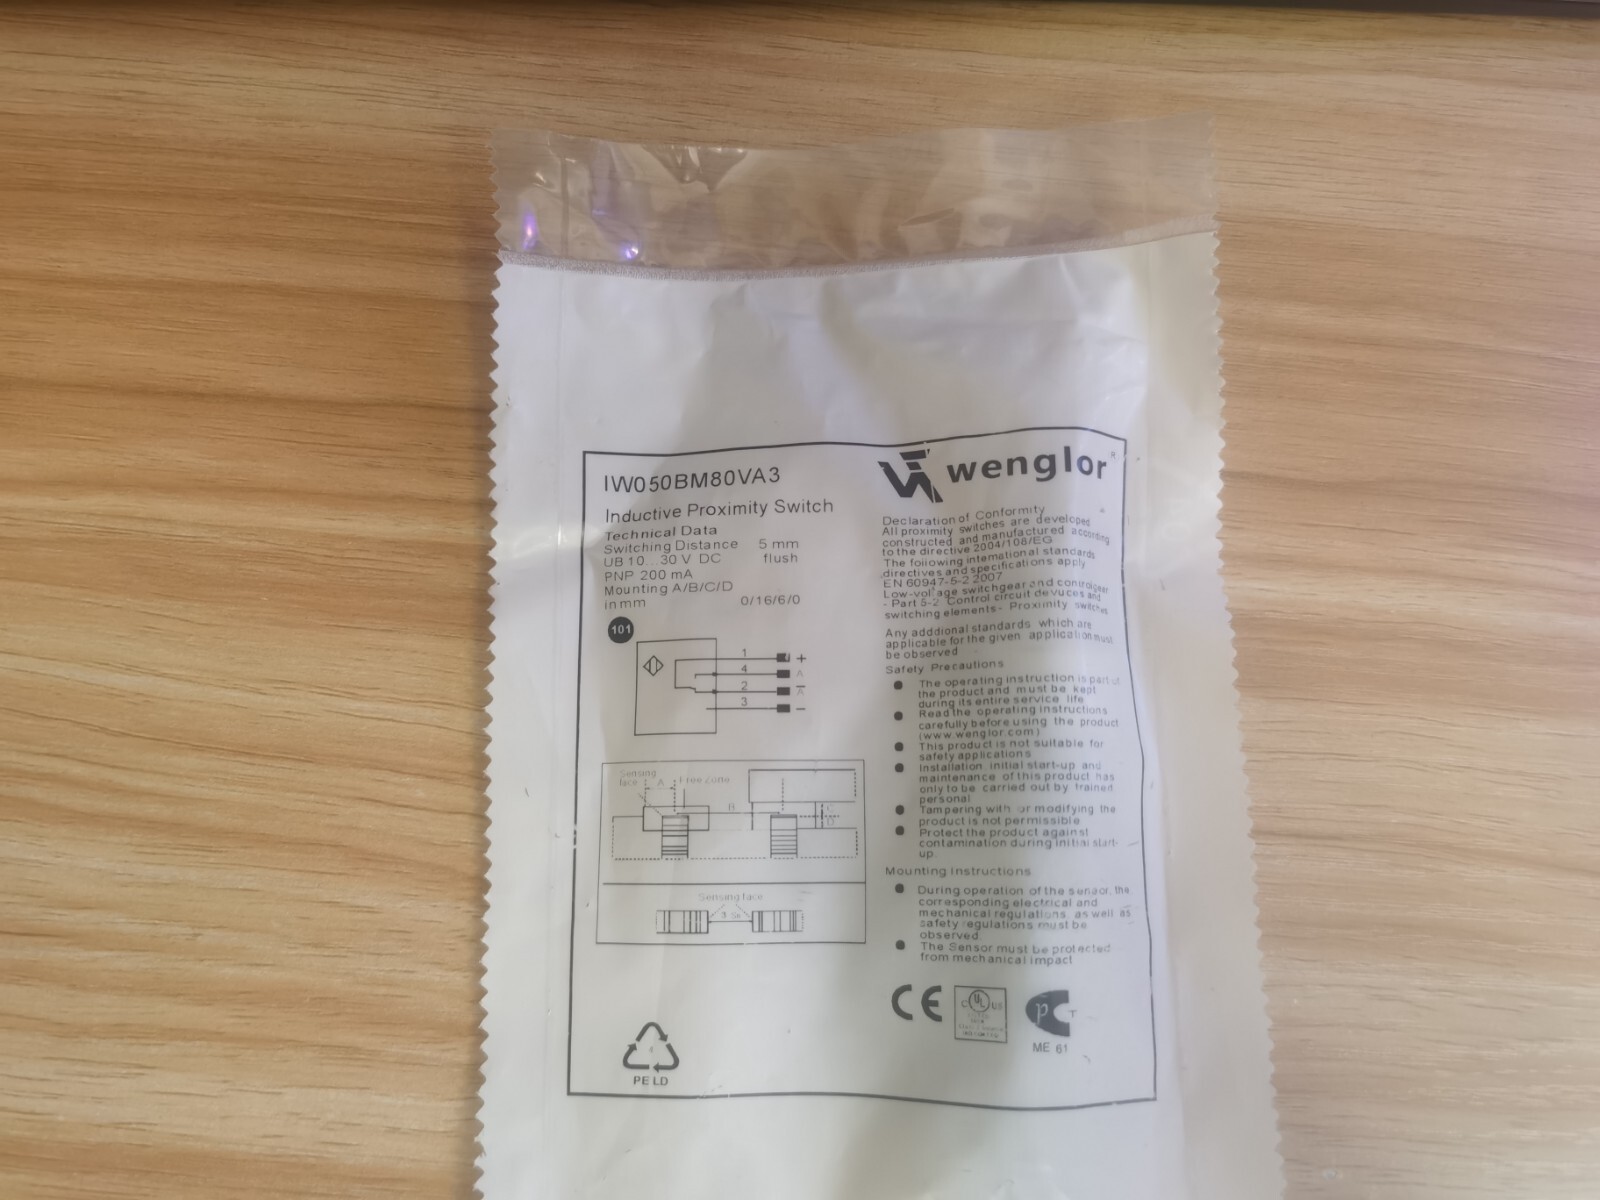 IW050BM80VA3
Inductive Proximity Switch
Technical Data
Switching Distance 5 mm
UB 10...30 V DC flush
PNP 200 mA
Mounting A/B/C/D
in mm 0/16/6/0
101
1 +
4 A
2 A
3 −
Sensing
face A Free Zone
B
C
D
Sensing face
3 Sn
PE LD
wenglor®
Declaration of Conformity
All proximity switches are developed
constructed and manufactured according
to the directive 2004/108/EG
The following international standards
directives and specifications apply
EN 60947-5-2 2007
Low-vol age switchgear and controlgear
- Part 5-2 Control circuit devuces and
switching elements - Proximity switches
Any adddional standards which are
applicable for the given application must
be observed
Safety Precautions
● The operating instruction is part of
the product and must be kept
during its entire service life
● Read the operating instructions
carefully before using the product
(www.wenglor.com)
● This product is not suitable for
safety applications
● Installation initial start-up and
maintenance of this product has
only to be carried out by trained
personal
● Tampering with or modifying the
product is not permissible
● Protect the product against
contamination during initial start-
up
Mounting Instructions
● During operation of the sensor, the
corresponding electrical and
mechanical regulations, as well as
safety regulations must be
observed.
● The Sensor must be protected
from mechanical impact
CE
C UL US
P C T
ME 61